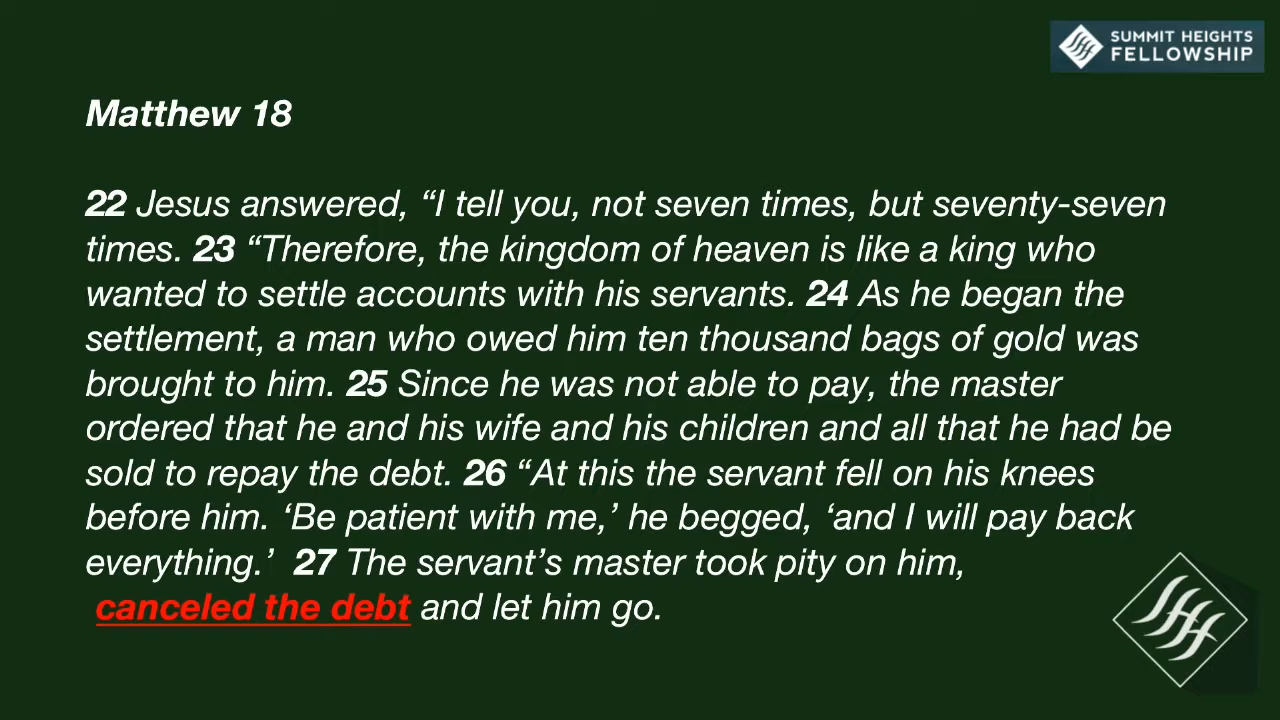 SUMMIT HEIGHTS
FELLOWSHIP
Matthew 18
22 Jesus answered, “I tell you, not seven times, but seventy-seven
times. 23 “Therefore, the kingdom of heaven is like a king who
wanted to settle accounts with his servants. 24 As he began the
settlement, a man who owed him ten thousand bags of gold was
brought to him. 25 Since he was not able to pay, the master
ordered that he and his wife and his children and all that he had be
sold to repay the debt. 26 “At this the servant fell on his knees
before him. ‘Be patient with me,’ he begged, ‘and I will pay back
everything.’ 27 The servant’s master took pity on him,
canceled the debt and let him go.